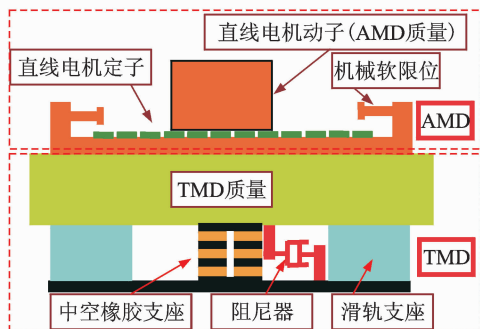 直线电机动子(AMD质量)
直线电机定子
机械软限位
AMD
TMD质量
TMD
中空橡胶支座
阻尼器
滑轨支座